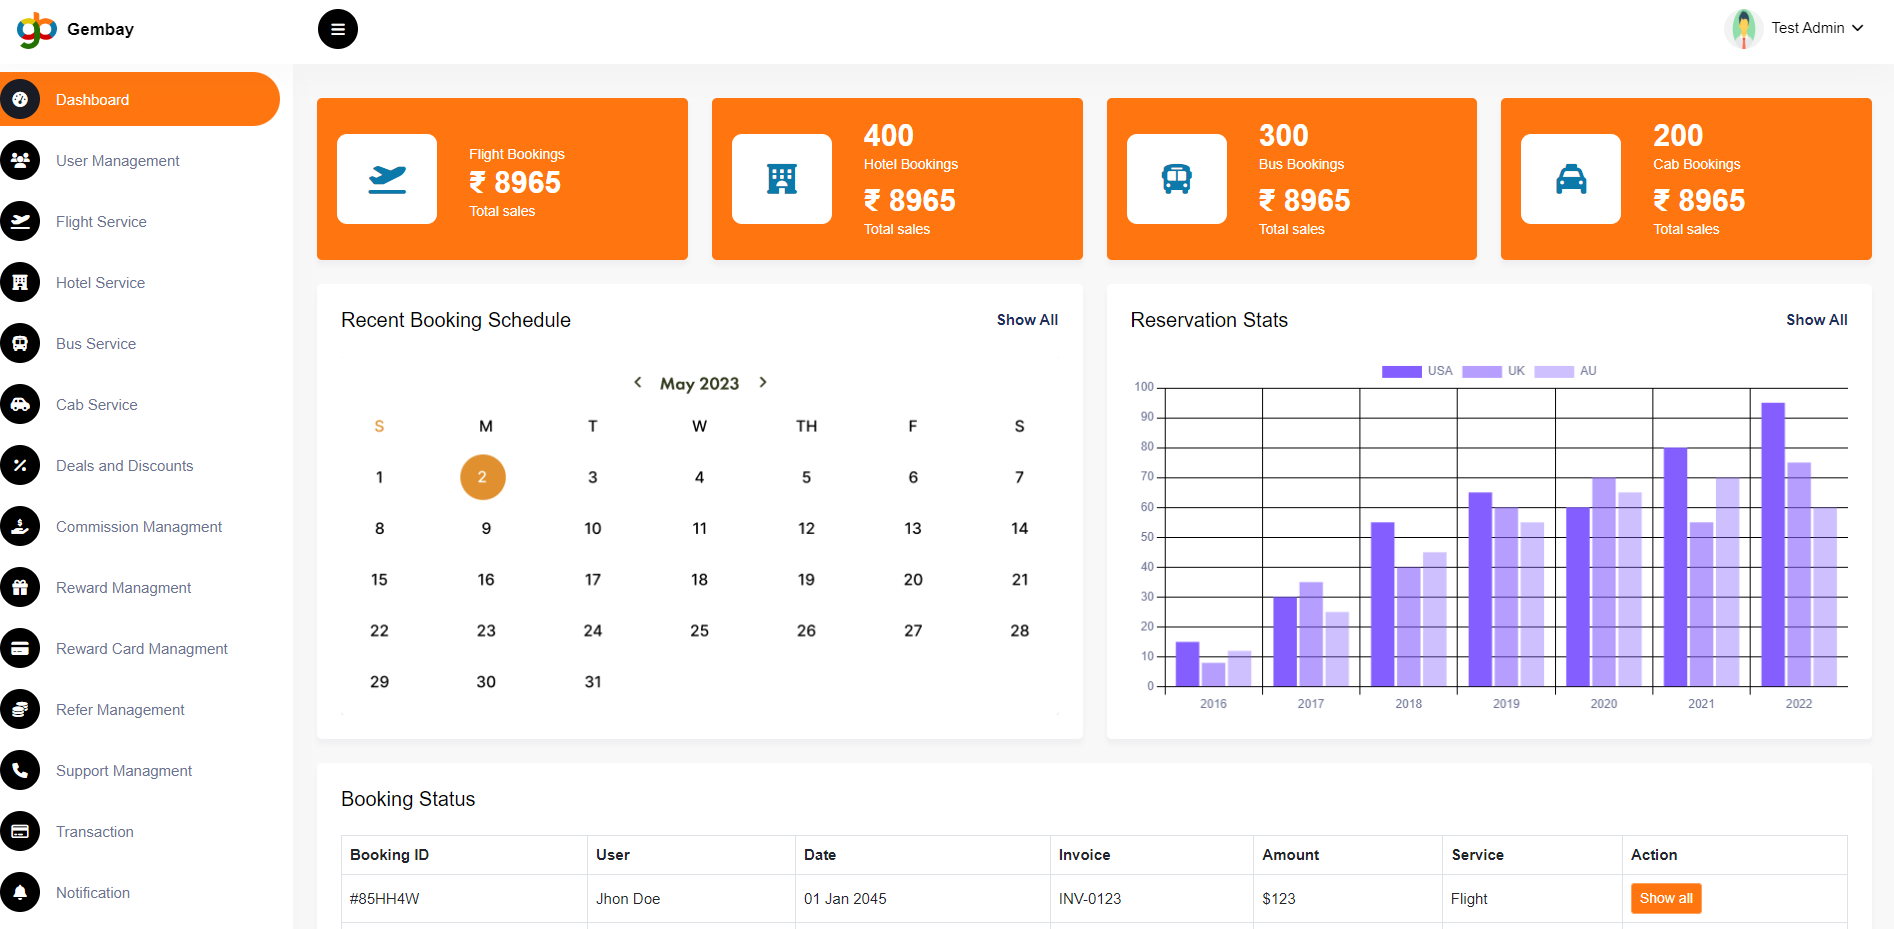 Gembay
Test Admin
Dashboard
User Management
Flight Service
Hotel Service
Bus Service
Cab Service
Deals and Discounts
Commission Managment
Reward Managment
Reward Card Managment
Refer Management
Support Managment
Transaction
Notification
Flight Bookings
₹ 8965
Total sales
400
Hotel Bookings
₹ 8965
Total sales
300
Bus Bookings
₹ 8965
Total sales
200
Cab Bookings
₹ 8965
Total sales
Recent Booking Schedule Show All
May 2023
S M T W TH F S
1 2 3 4 5 6 7
8 9 10 11 12 13 14
15 16 17 18 19 20 21
22 23 24 25 26 27 28
29 30 31
Reservation Stats Show All
USA UK AU
100
90
80
70
60
50
40
30
20
10
0
2016 2017 2018 2019 2020 2021 2022
Booking Status
Booking ID User Date Invoice Amount Service Action
#85HH4W Jhon Doe 01 Jan 2045 INV-0123 $123 Flight Show all